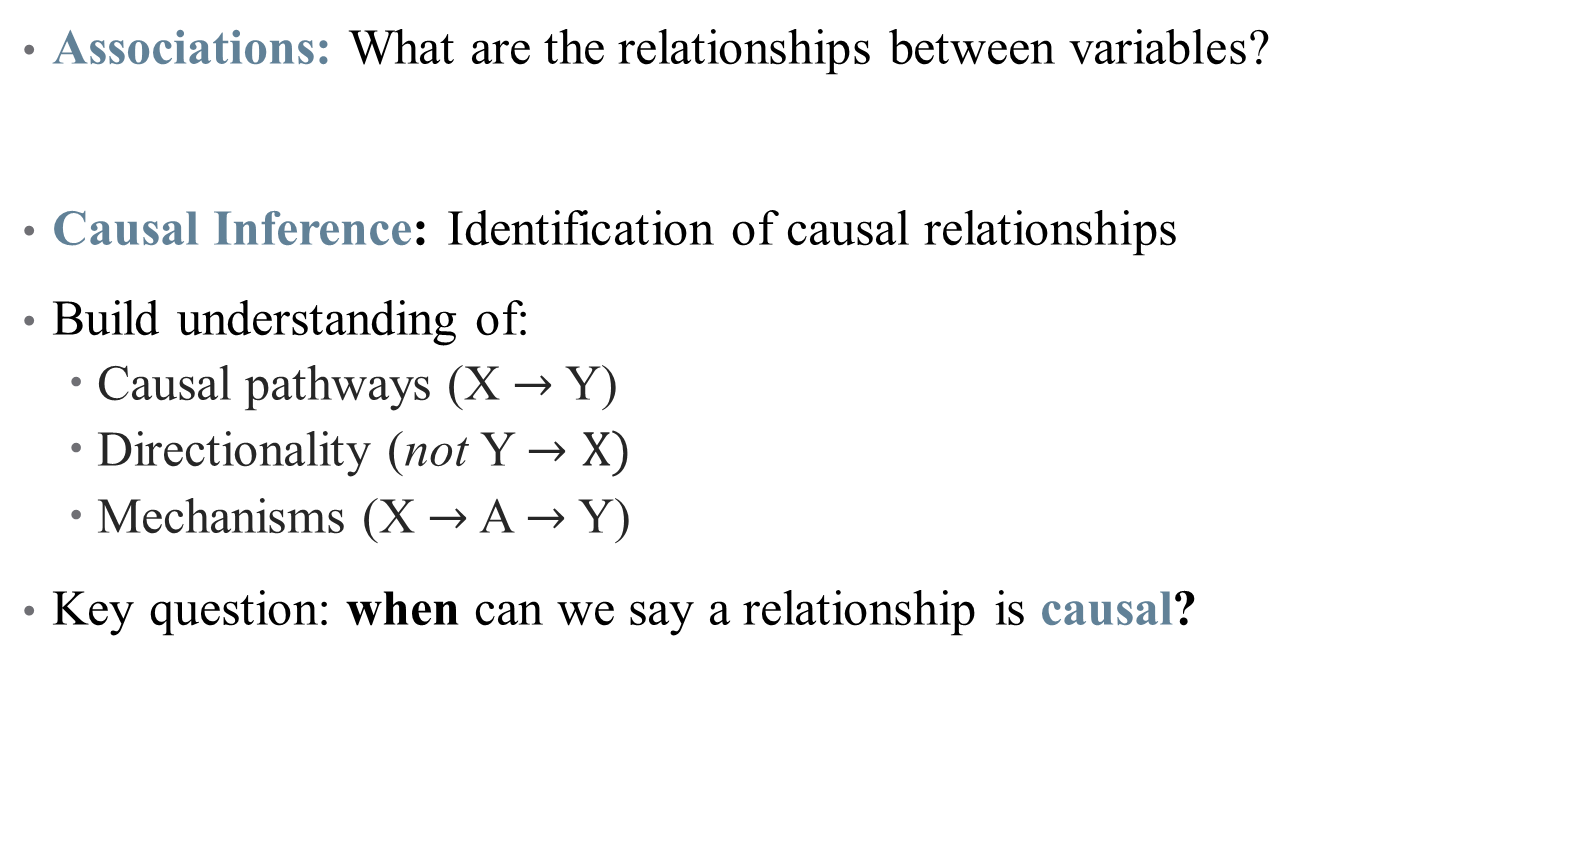 • Associations: What are the relationships between variables?
• Causal Inference: Identification of causal relationships
• Build understanding of:
• Causal pathways (X → Y)
• Directionality (not Y → X)
• Mechanisms (X → A → Y)
• Key question: when can we say a relationship is causal?